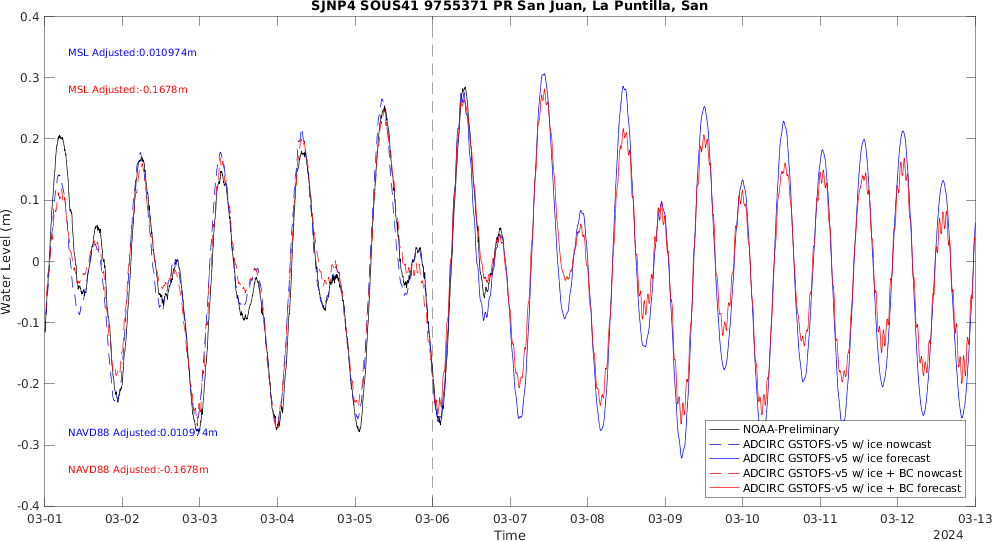 SJNP4 SOUS41 9755371 PR San Juan, La Puntilla, San
0.4
0.3
0.2
0.1
0
-0.1
-0.2
-0.3
-0.4
Water Level (m)
MSL Adjusted:0.010974m
MSL Adjusted:-0.1678m
NAVD88 Adjusted:0.010974m
NAVD88 Adjusted:-0.1678m
NOAA-Preliminary
ADCIRC GSTOFS-v5 w/ ice nowcast
ADCIRC GSTOFS-v5 w/ ice forecast
ADCIRC GSTOFS-v5 w/ ice + BC nowcast
ADCIRC GSTOFS-v5 w/ ice + BC forecast
03-01 03-02 03-03 03-04 03-05 03-06 03-07 03-08 03-09 03-10 03-11 03-12 03-13
Time
2024